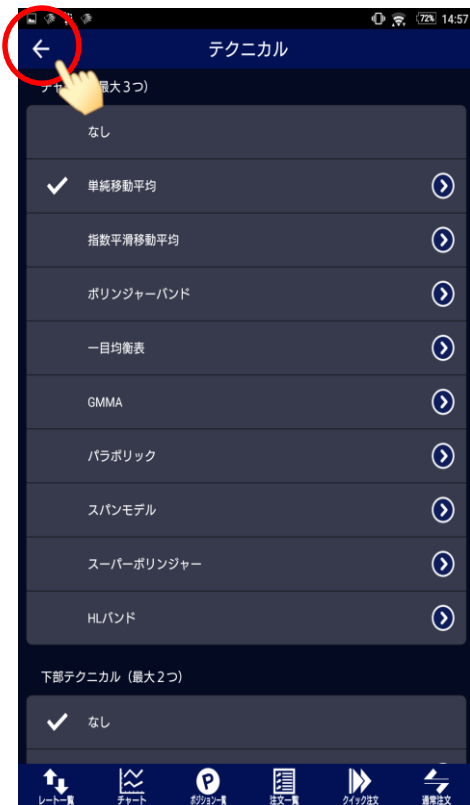 72% 14:57
テクニカル
最大3つ)
なし
単純移動平均
指数平滑移動平均
ボリンジャーバンド
一目均衡表
GMMA
パラボリック
スパンモデル
スーパーボリンジャー
HLバンド
下部テクニカル（最大2つ）
なし
レート一覧 チャート ポジション一覧 注文一覧 クイック注文 通常注文